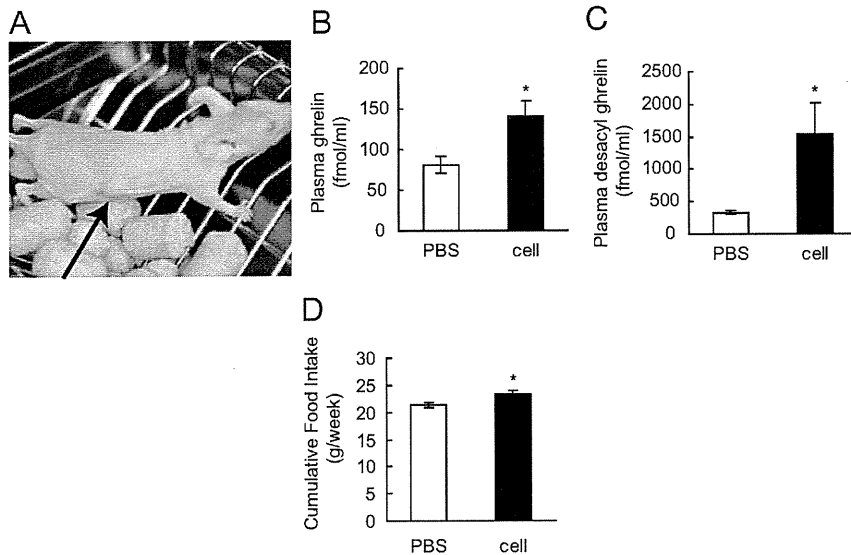 A
B
Plasma ghrelin
(fmol/ml)
200
150
100
50
0
*
PBS
cell
C
Plasma desacyl ghrelin
(fmol/ml)
2500
2000
1500
1000
500
0
*
PBS
cell
D
Cumulative Food Intake
(g/week)
30
25
20
15
10
5
0
*
PBS
cell